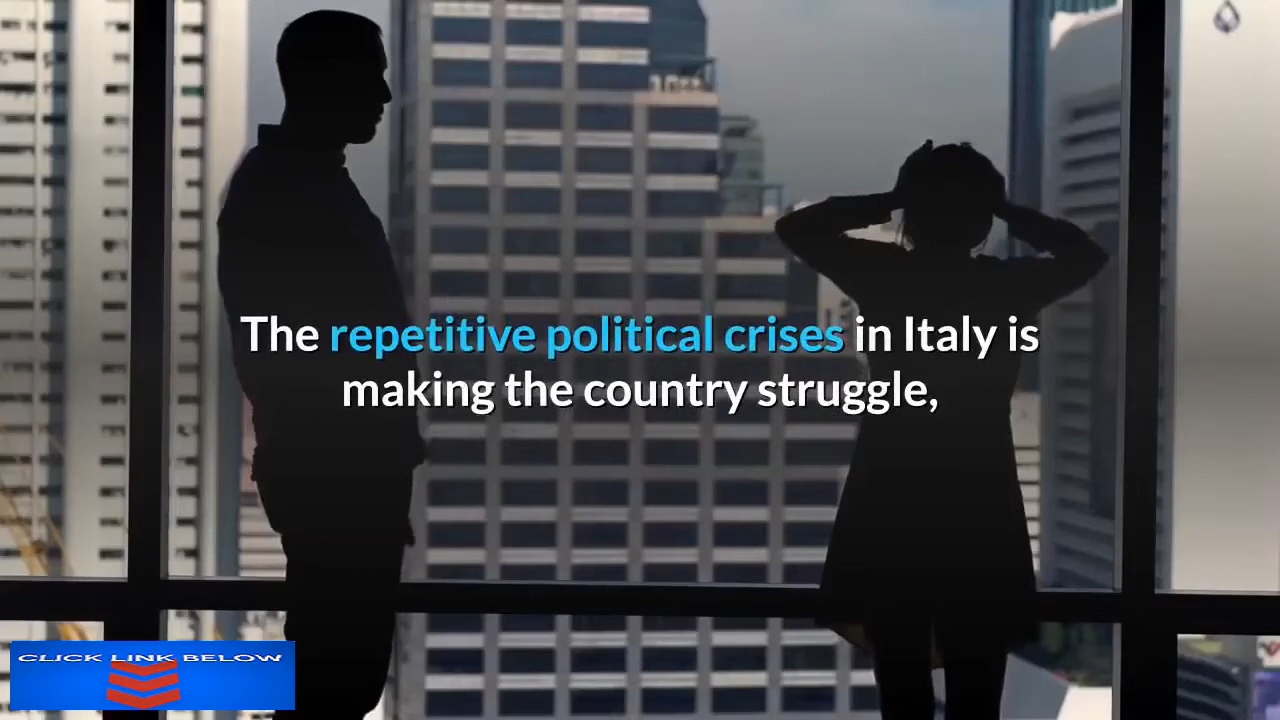 The repetitive political crises in Italy is
making the country struggle,
CLICK LINK BELOW